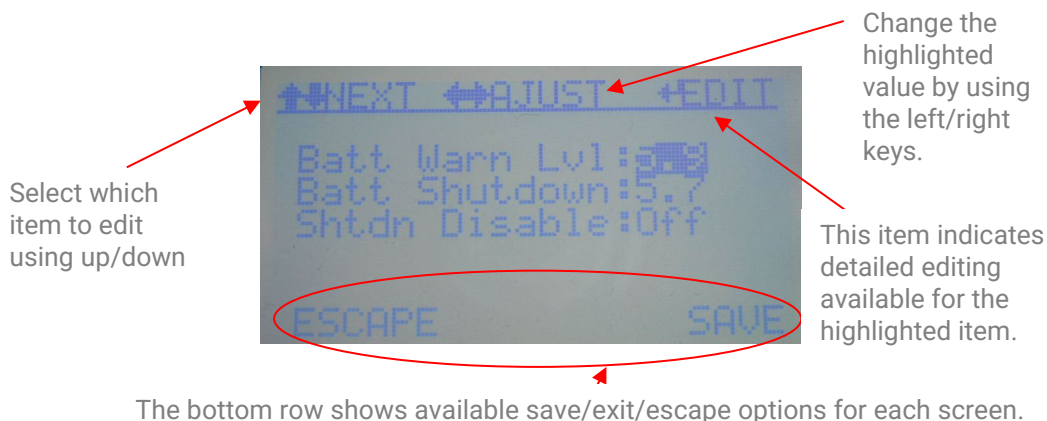 Change the
highlighted
value by using
the left/right
keys.
NEXT AJUST EDIT
Batt Warn Lvl:
Batt Shutdown:5.7
Shtdn Disable:Off
Select which
item to edit
using up/down
This item indicates
detailed editing
available for the
highlighted item.
ESCAPE SAVE
The bottom row shows available save/exit/escape options for each screen.